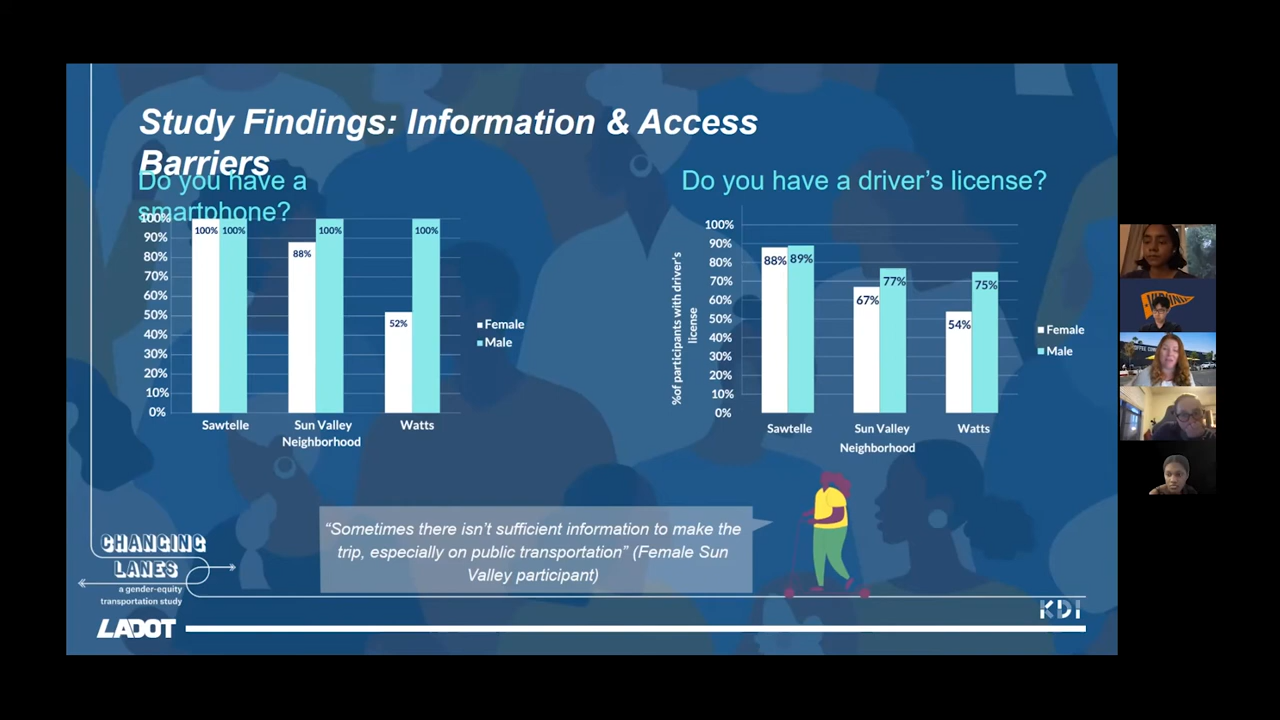 Study Findings: Information & Access
Barriers
Do you have a
smartphone?
100%
90%
80%
70%
60%
50%
40%
30%
20%
10%
0%
100% 100%
88% 100%
52% 100%
Sawtelle
Sun Valley
Watts
Neighborhood
Female
Male
Do you have a driver's license?
%of participants with driver's
license
100%
90%
80%
70%
60%
50%
40%
30%
20%
10%
0%
88% 89%
67% 77%
54% 75%
Sawtelle
Sun Valley
Watts
Neighborhood
Female
Male
“Sometimes there isn’t sufficient information to make the
trip, especially on public transportation” (Female Sun
Valley participant)
CHANGING
LANES
a gender-equity
transportation study
LADOT
KDI